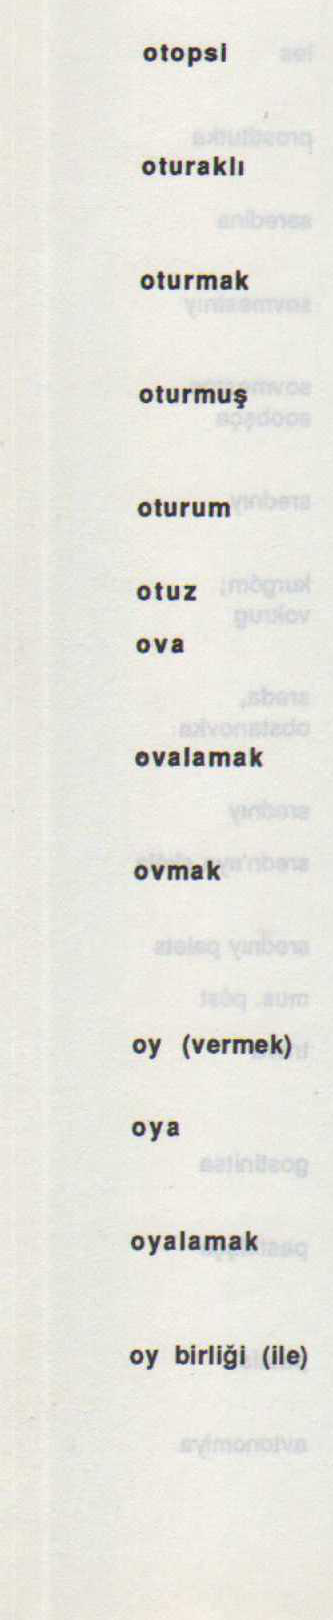 otopsi
oturaklı
oturmak
oturmuş
oturum
otuz
ova
ovalamak
ovmak
oy (vermek)
oya
oyalamak
oy birliği (ile)